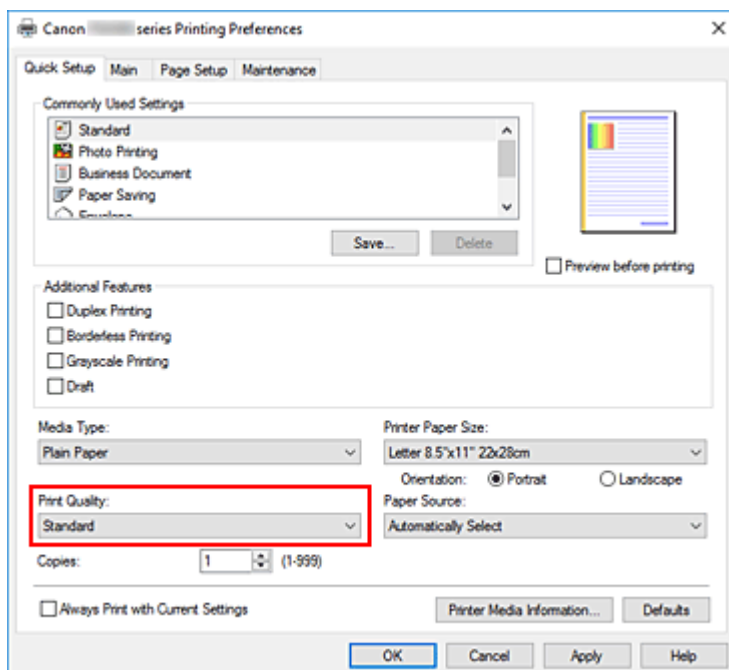 Canon series Printing Preferences
Quick Setup Main Page Setup Maintenance
Commonly Used Settings
Standard
Photo Printing
Business Document
Paper Saving
Envelope
Save... Delete
Preview before printing
Additional Features
Duplex Printing
Borderless Printing
Grayscale Printing
Draft
Media Type:
Plain Paper
Printer Paper Size:
Letter 8.5"x11" 22x28cm
Orientation: Portrait Landscape
Print Quality:
Standard
Paper Source:
Automatically Select
Copies: 1 (1-999)
Always Print with Current Settings
Printer Media Information... Defaults
OK Cancel Apply Help